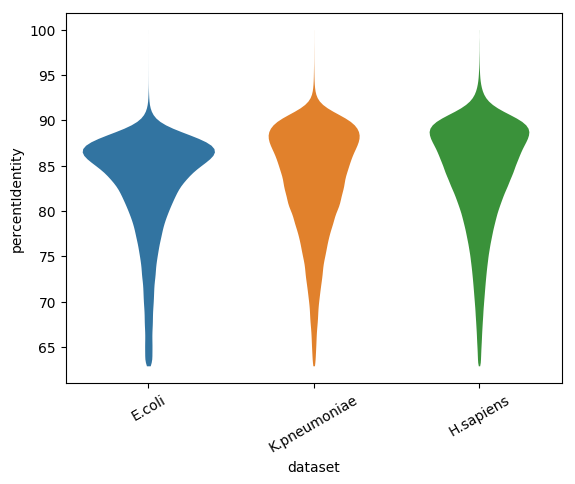 100
95
90
85
80
75
70
65
percentIdentity
E.coli
K.pneumoniae
H.sapiens
dataset